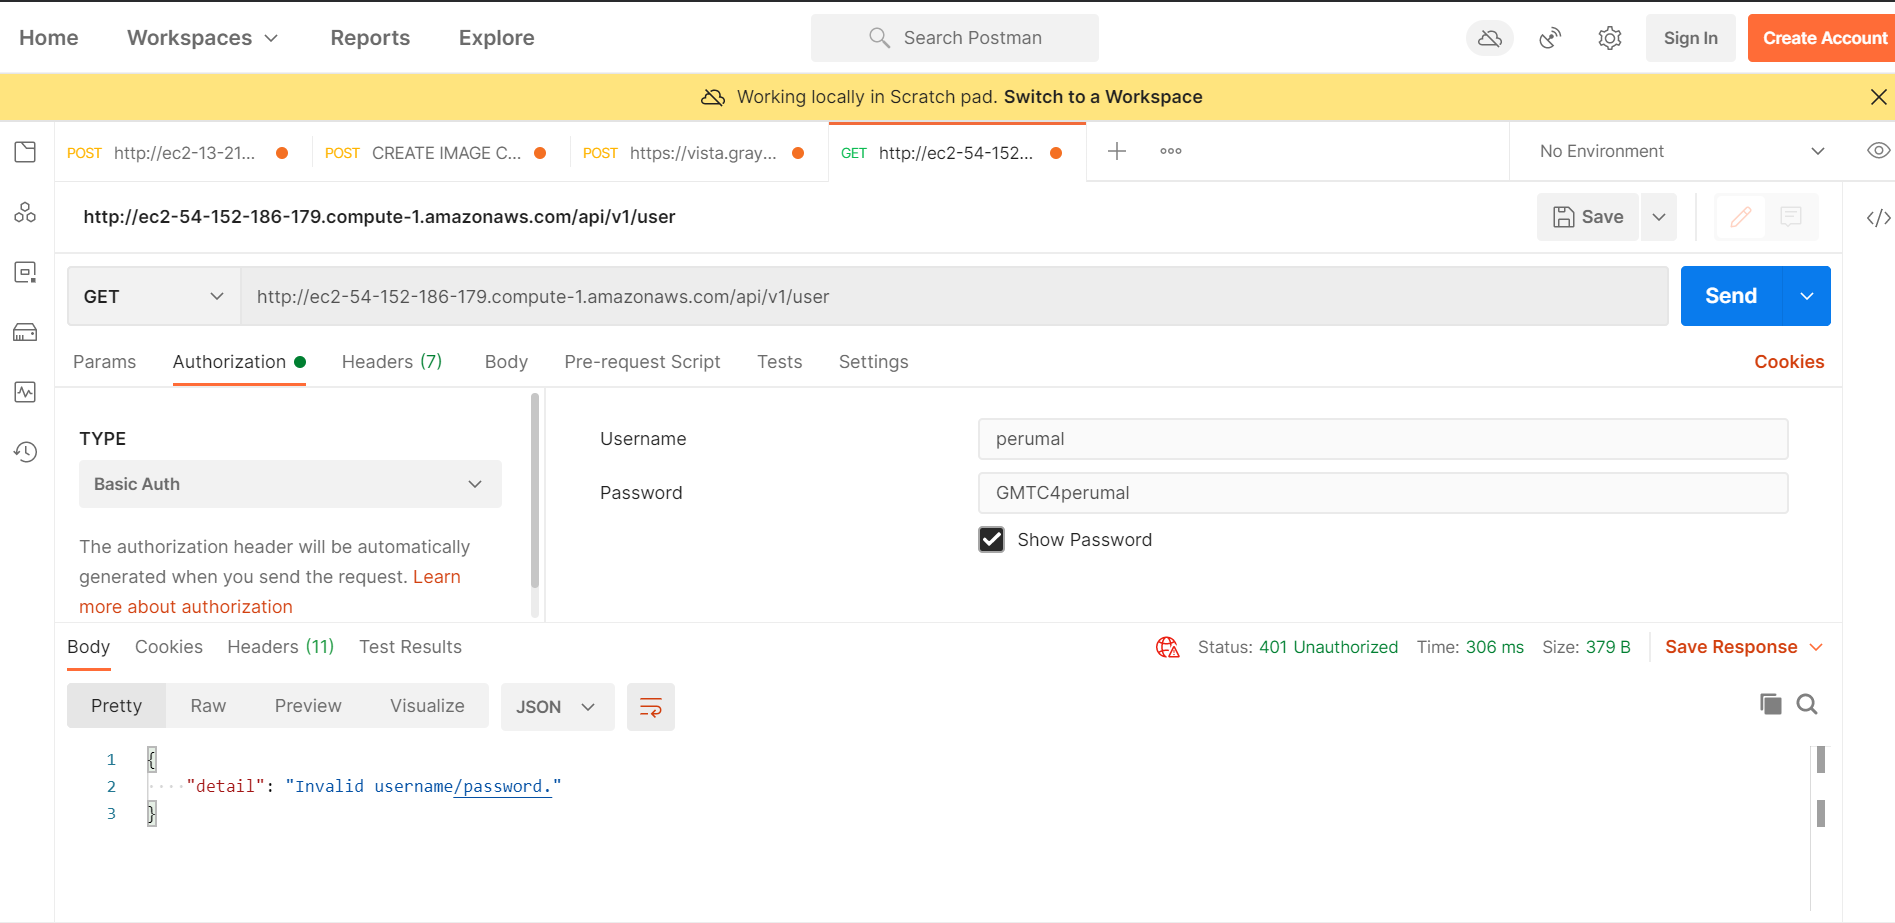 Home Workspaces Reports Explore Search Postman Sign In Create Account
Working locally in Scratch pad. Switch to a Workspace
POST http://ec2-13-21... POST CREATE IMAGE C... POST https://vista.gray... GET http://ec2-54-152... No Environment
http://ec2-54-152-186-179.compute-1.amazonaws.com/api/v1/user Save
GET http://ec2-54-152-186-179.compute-1.amazonaws.com/api/v1/user Send
Params Authorization Headers (7) Body Pre-request Script Tests Settings Cookies
TYPE
Basic Auth
The authorization header will be automatically
generated when you send the request. Learn
more about authorization
Username perumal
Password GMTC4perumal
Show Password
Body Cookies Headers (11) Test Results Status: 401 Unauthorized Time: 306 ms Size: 379 B Save Response
Pretty Raw Preview Visualize JSON
1 {
2 "detail": "Invalid username/password."
3 }